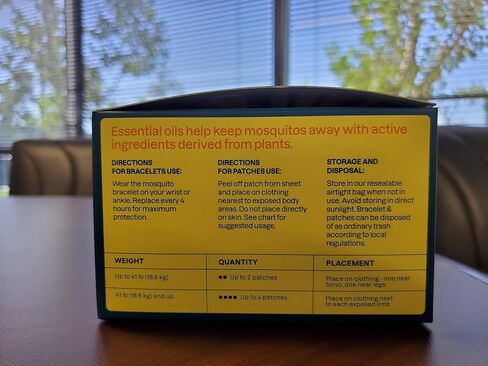 Essential oils help keep mosquitos away with active
ingredients derived from plants.
DIRECTIONS
FOR BRACELETS USE:
Wear the mosquito
bracelet on your wrist or
ankle. Replace every 4
hours for maximum
protection.
DIRECTIONS
FOR PATCHES USE:
Peel off patch from sheet
and place on clothing
nearest to exposed body
areas. Do not place directly
on skin. See chart for
suggested usage.
STORAGE AND
DISPOSAL:
Store in our resealable
airtight bag when not in
use. Avoid storing in direct
sunlight. Bracelet &
patches can be disposed
of as ordinary trash
according to local
regulations.
WEIGHT QUANTITY PLACEMENT
Up to 41 lb (18.6 kg) •• Up to 2 patches Place on clothing - one near
torso, one near legs
41 lb (18.6 kg) and up •••• Up to 4 patches Place on clothing next
to each exposed limb